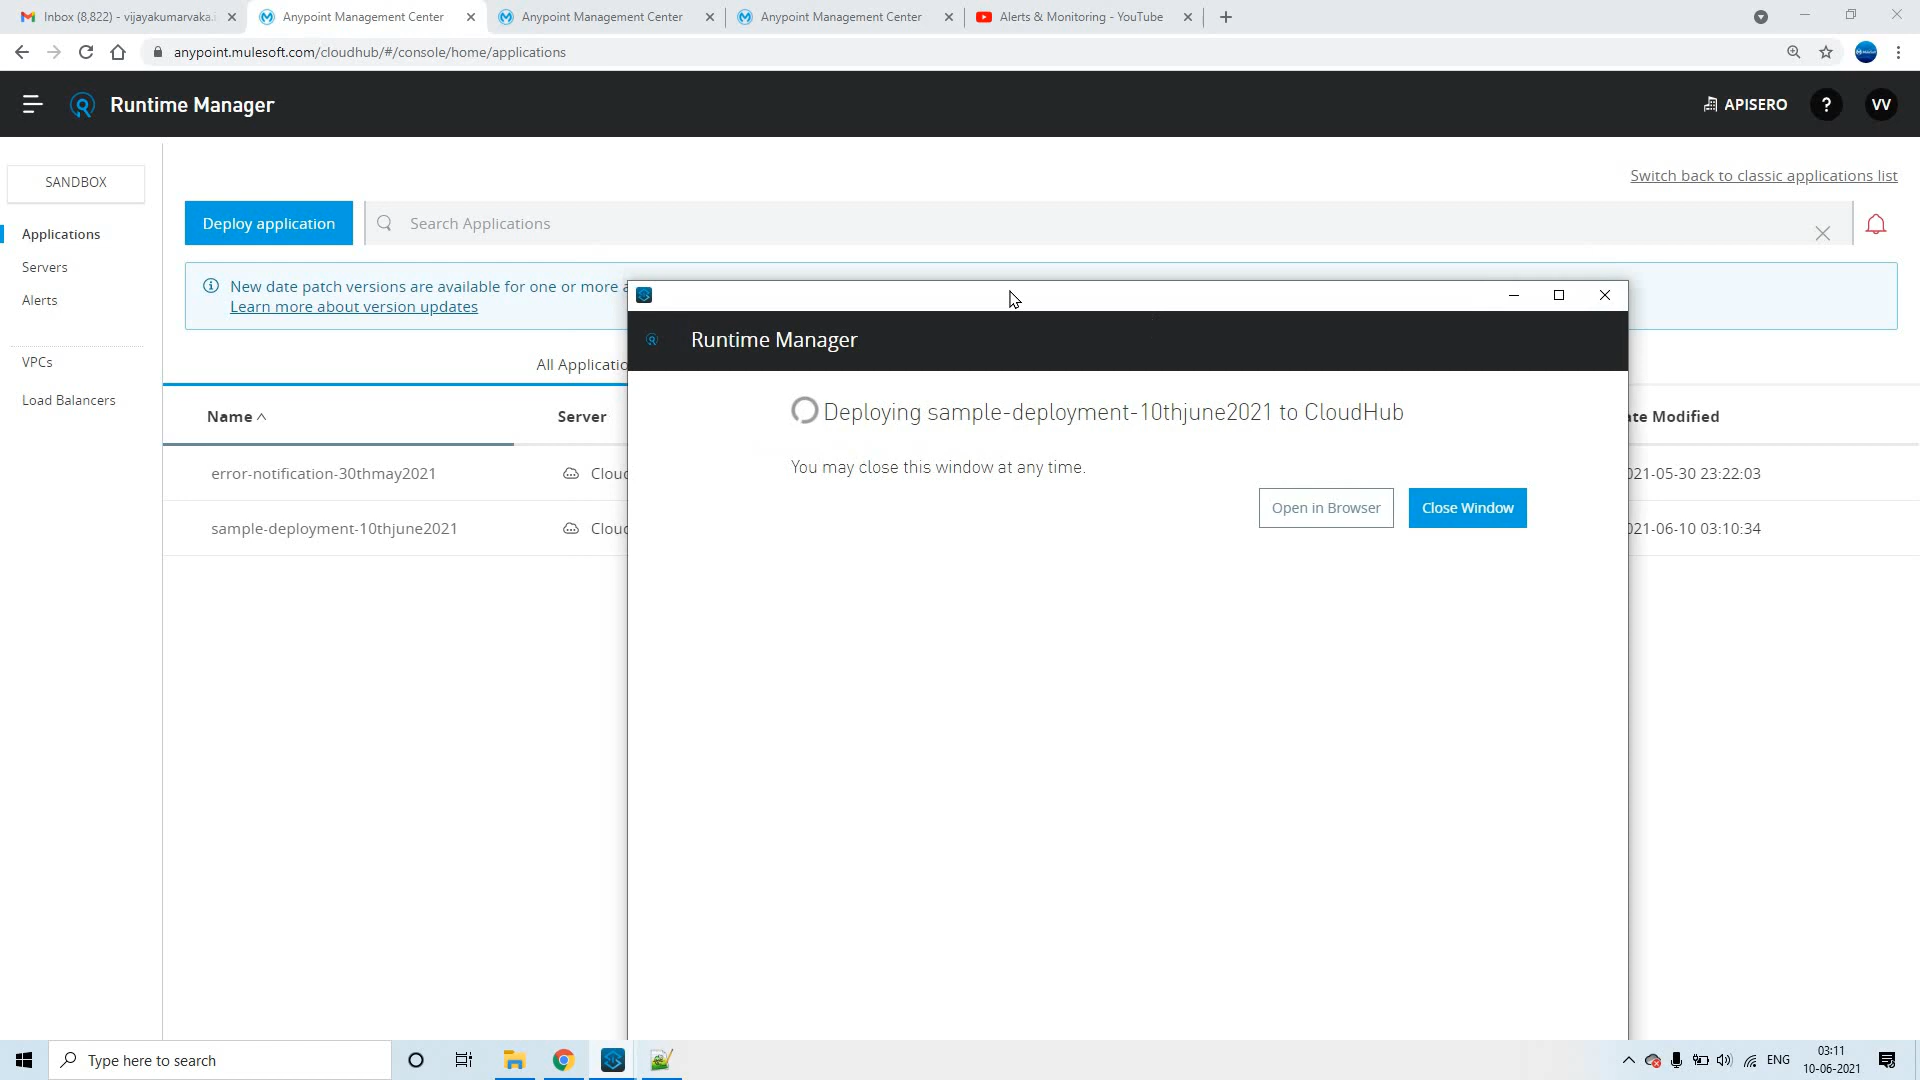 Inbox (8,822) - vijayakumarvaka.
Anypoint Management Center
Anypoint Management Center
Anypoint Management Center
Alerts & Monitoring - YouTube
anypoint.mulesoft.com/cloudhub/#/console/home/applications
Runtime Manager
APISERO
?
VV
SANDBOX
Switch back to classic applications list
Deploy application
Search Applications
Applications
Servers
Alerts
VPCs
Load Balancers
New date patch versions are available for one or more a
Learn more about version updates
All Applicatio
Name
Server
te Modified
error-notification-30thmay2021
Cloud
021-05-30 23:22:03
sample-deployment-10thjune2021
Cloud
021-06-10 03:10:34
Runtime Manager
Deploying sample-deployment-10thjune2021 to CloudHub
You may close this window at any time.
Open in Browser
Close Window
Type here to search
ENG
03:11
10-06-2021